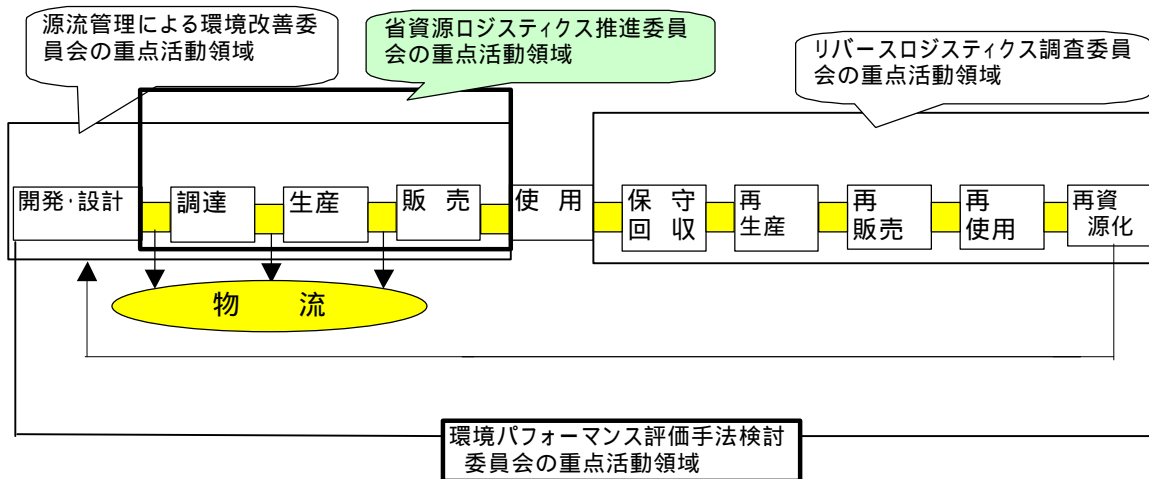 源流管理による環境改善委
員会の重点活動領域
省資源ロジスティクス推進委員
会の重点活動領域
リバースロジスティクス調査委員
会の重点活動領域
開発・設計
調達
生産
販 売
使 用
保 守
回 収
再
生産
再
販売
再
使用
再資
源化
物 流
環境パフォーマンス評価手法検討
委員会の重点活動領域